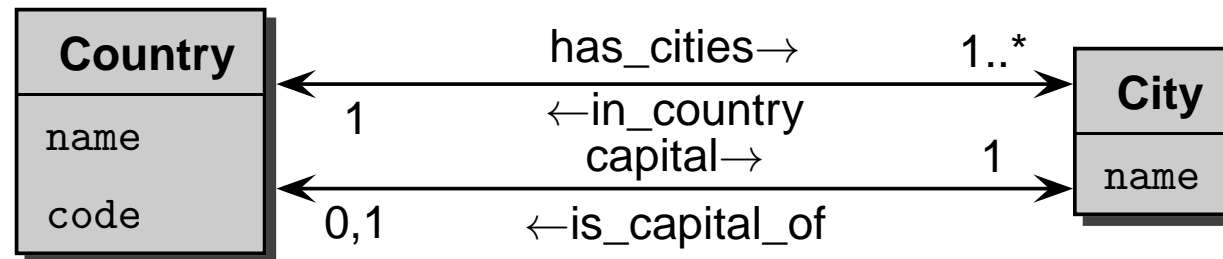 Country
name
code
has_cities→
1..*
1
←in_country
capital→
1
0,1
←is_capital_of
City
name